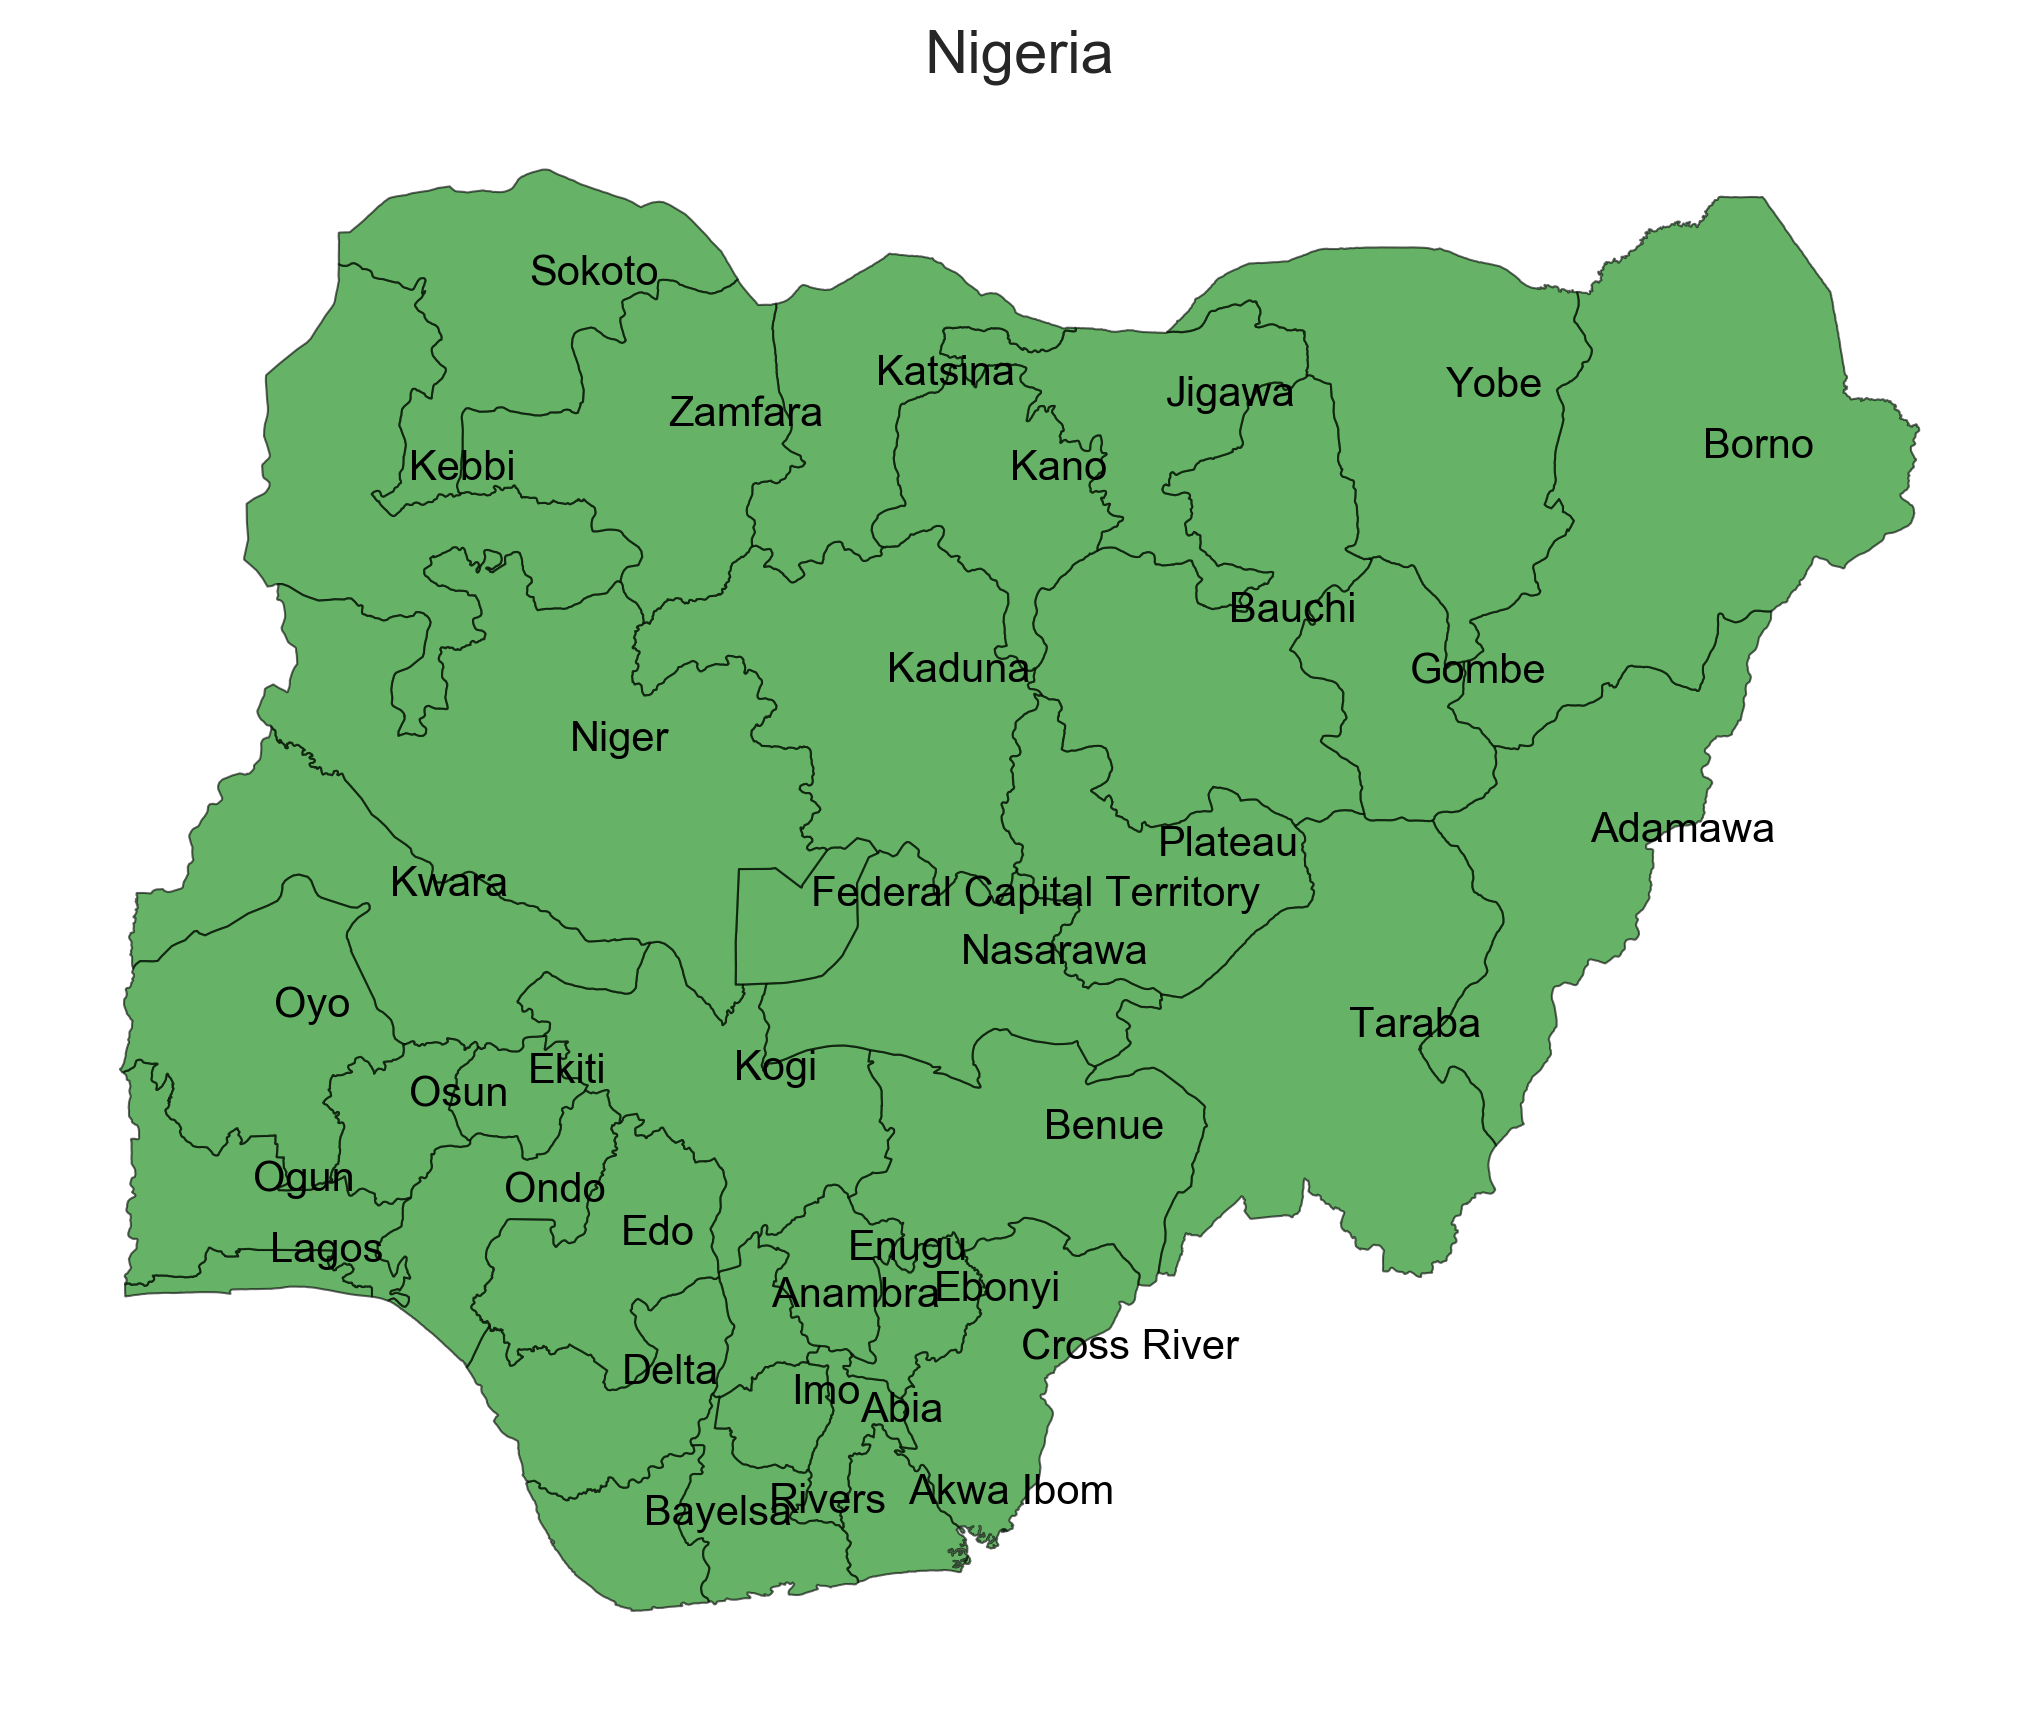 Nigeria
Sokoto
Katsina
Jigawa
Yobe
Zamfara
Borno
Kebbi
Kano
Bauchi
Kaduna
Gombe
Niger
Adamawa
Plateau
Kwara
Federal Capital Territory
Nasarawa
Oyo
Taraba
Ekiti
Kogi
Osun
Benue
Ogun
Ondo
Edo
Lagos
Enugu
Ebonyi
Anambra
Cross River
Delta
Imo
Abia
Akwa Ibom
Rivers
Bayelsa